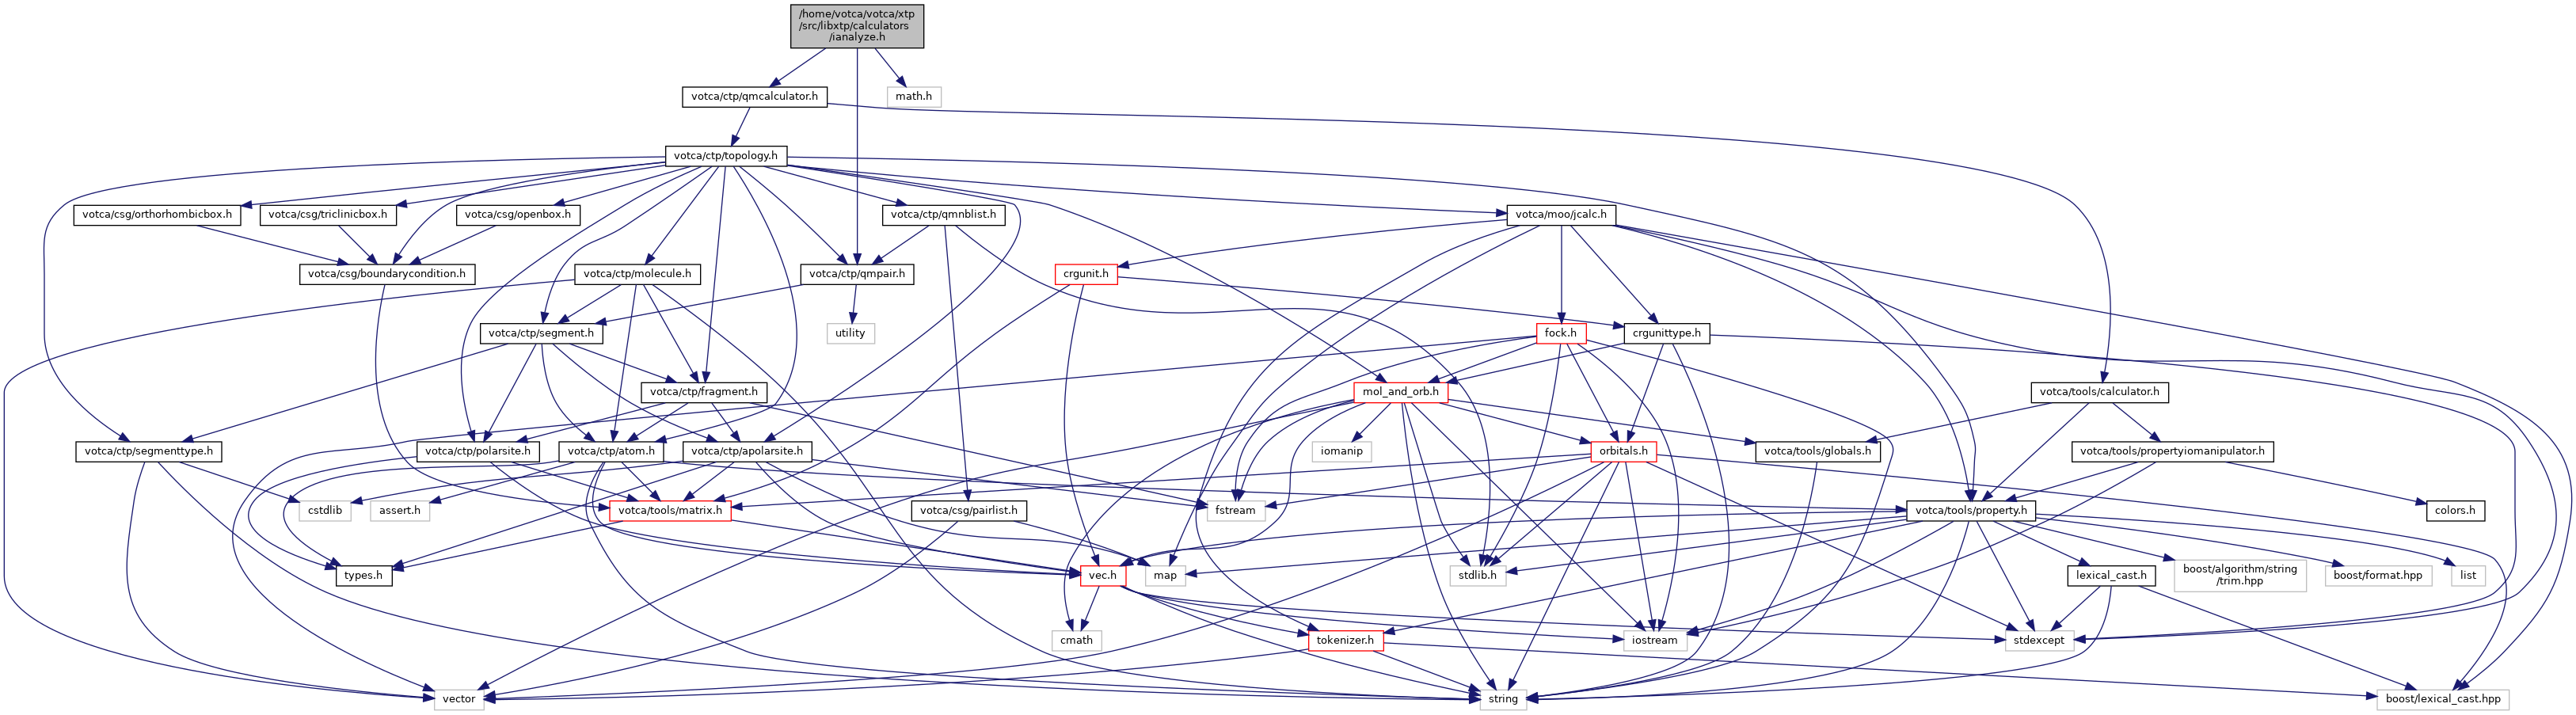 /home/votca/votca/xtp
/src/libxtp/calculators
/ianalyze.h
votca/ctp/qmcalculator.h
math.h
votca/ctp/topology.h
votca/csg/orthorhombicbox.h
votca/csg/triclinicbox.h
votca/csg/openbox.h
votca/ctp/qmnblist.h
votca/moo/jcalc.h
votca/csg/boundarycondition.h
votca/ctp/molecule.h
votca/ctp/qmpair.h
crgunit.h
votca/ctp/segment.h
utility
fock.h
crgunittype.h
votca/ctp/fragment.h
mol_and_orb.h
votca/tools/calculator.h
votca/ctp/segmenttype.h
votca/ctp/polarsite.h
votca/ctp/atom.h
votca/ctp/apolarsite.h
iomanip
orbitals.h
votca/tools/globals.h
votca/tools/propertyiomanipulator.h
cstdlib
assert.h
votca/tools/matrix.h
votca/csg/pairlist.h
fstream
votca/tools/property.h
colors.h
types.h
vec.h
map
stdlib.h
lexical_cast.h
boost/algorithm/string
/trim.hpp
boost/format.hpp
list
cmath
tokenizer.h
iostream
stdexcept
vector
string
boost/lexical_cast.hpp